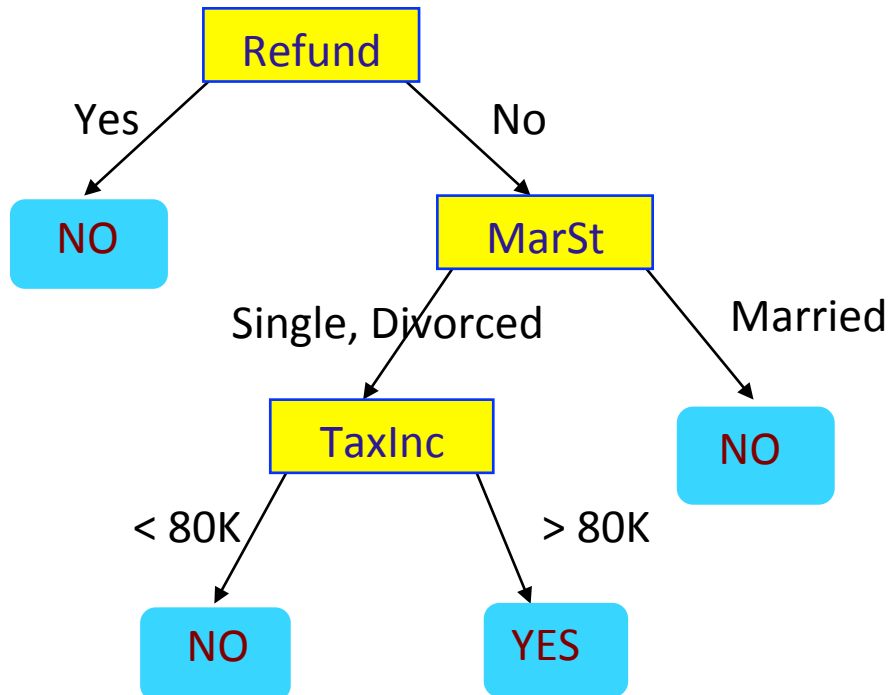 Refund
Yes
No
NO
MarSt
Single, Divorced
Married
TaxInc
NO
< 80K
> 80K
NO
YES